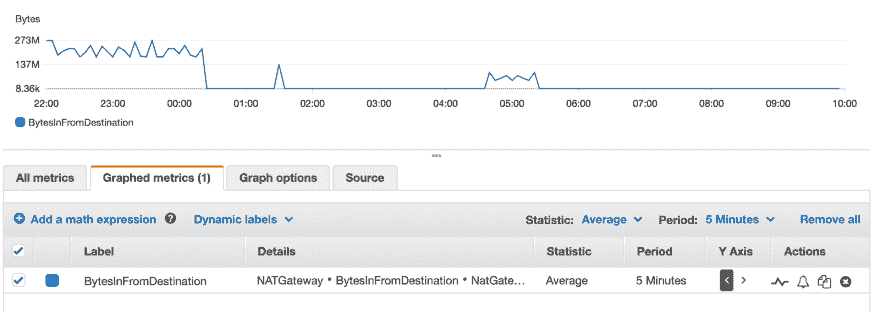 Bytes
273M
137M
8.36k
22:00 23:00 00:00 01:00 02:00 03:00 04:00 05:00 06:00 07:00 08:00 09:00 10:00
BytesInFromDestination
All metrics Graphed metrics (1) Graph options Source
Add a math expression ? Dynamic labels Statistic: Average Period: 5 Minutes Remove all
Label Details Statistic Period Y Axis Actions
BytesInFromDestination NATGateway • BytesInFromDestination • NatGate... Average 5 Minutes < >